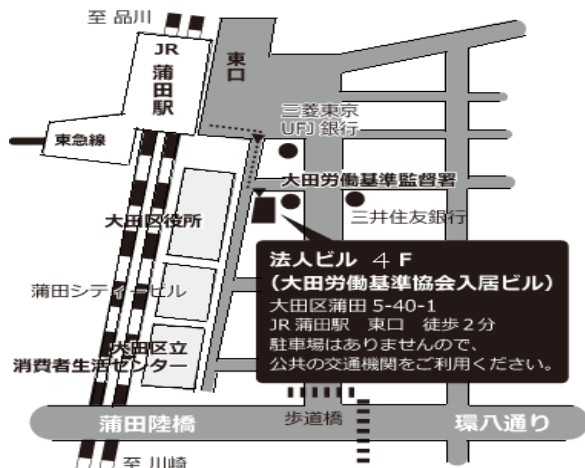 至 品川
JR
蒲田駅
東口
東急線
三菱東京
UFJ 銀行
大田労働基準監督署
三井住友銀行
大田区役所
蒲田シティービル
大田区立
消費者生活センター
法人ビル 4F
(大田労働基準協会入居ビル)
大田区蒲田 5-40-1
JR 蒲田駅 東口 徒歩２分
駐車場はありませんので、
公共の交通機関をご利用ください。
歩道橋
蒲田陸橋
環八通り
至 川崎